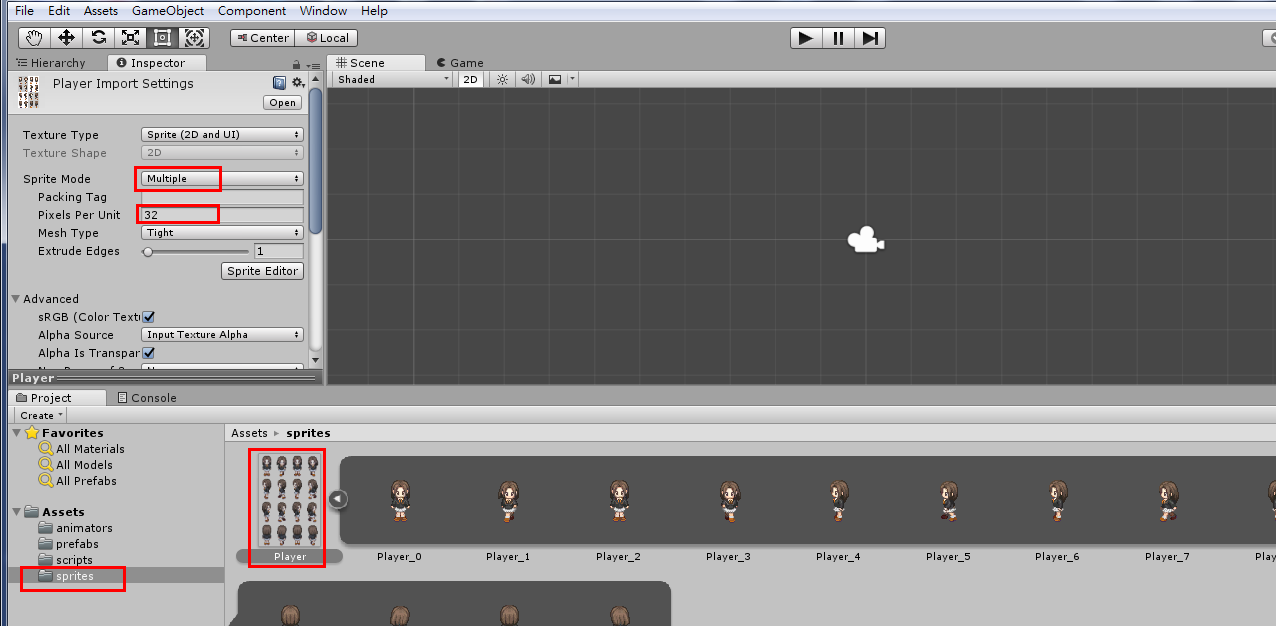 File Edit Assets GameObject Component Window Help
Center Local
Hierarchy Inspector Scene Game
Player Import Settings Shaded 2D
Open
Texture Type Sprite (2D and UI)
Texture Shape 2D
Sprite Mode Multiple
Packing Tag
Pixels Per Unit 32
Mesh Type Tight
Extrude Edges 1
Sprite Editor
Advanced
sRGB (Color Textu
Alpha Source Input Texture Alpha
Alpha Is Transpar
Player
Project Console
Create
Favorites
All Materials
All Models
All Prefabs
Assets
animators
prefabs
scripts
sprites
Assets sprites
Player Player_0 Player_1 Player_2 Player_3 Player_4 Player_5 Player_6 Player_7 Play